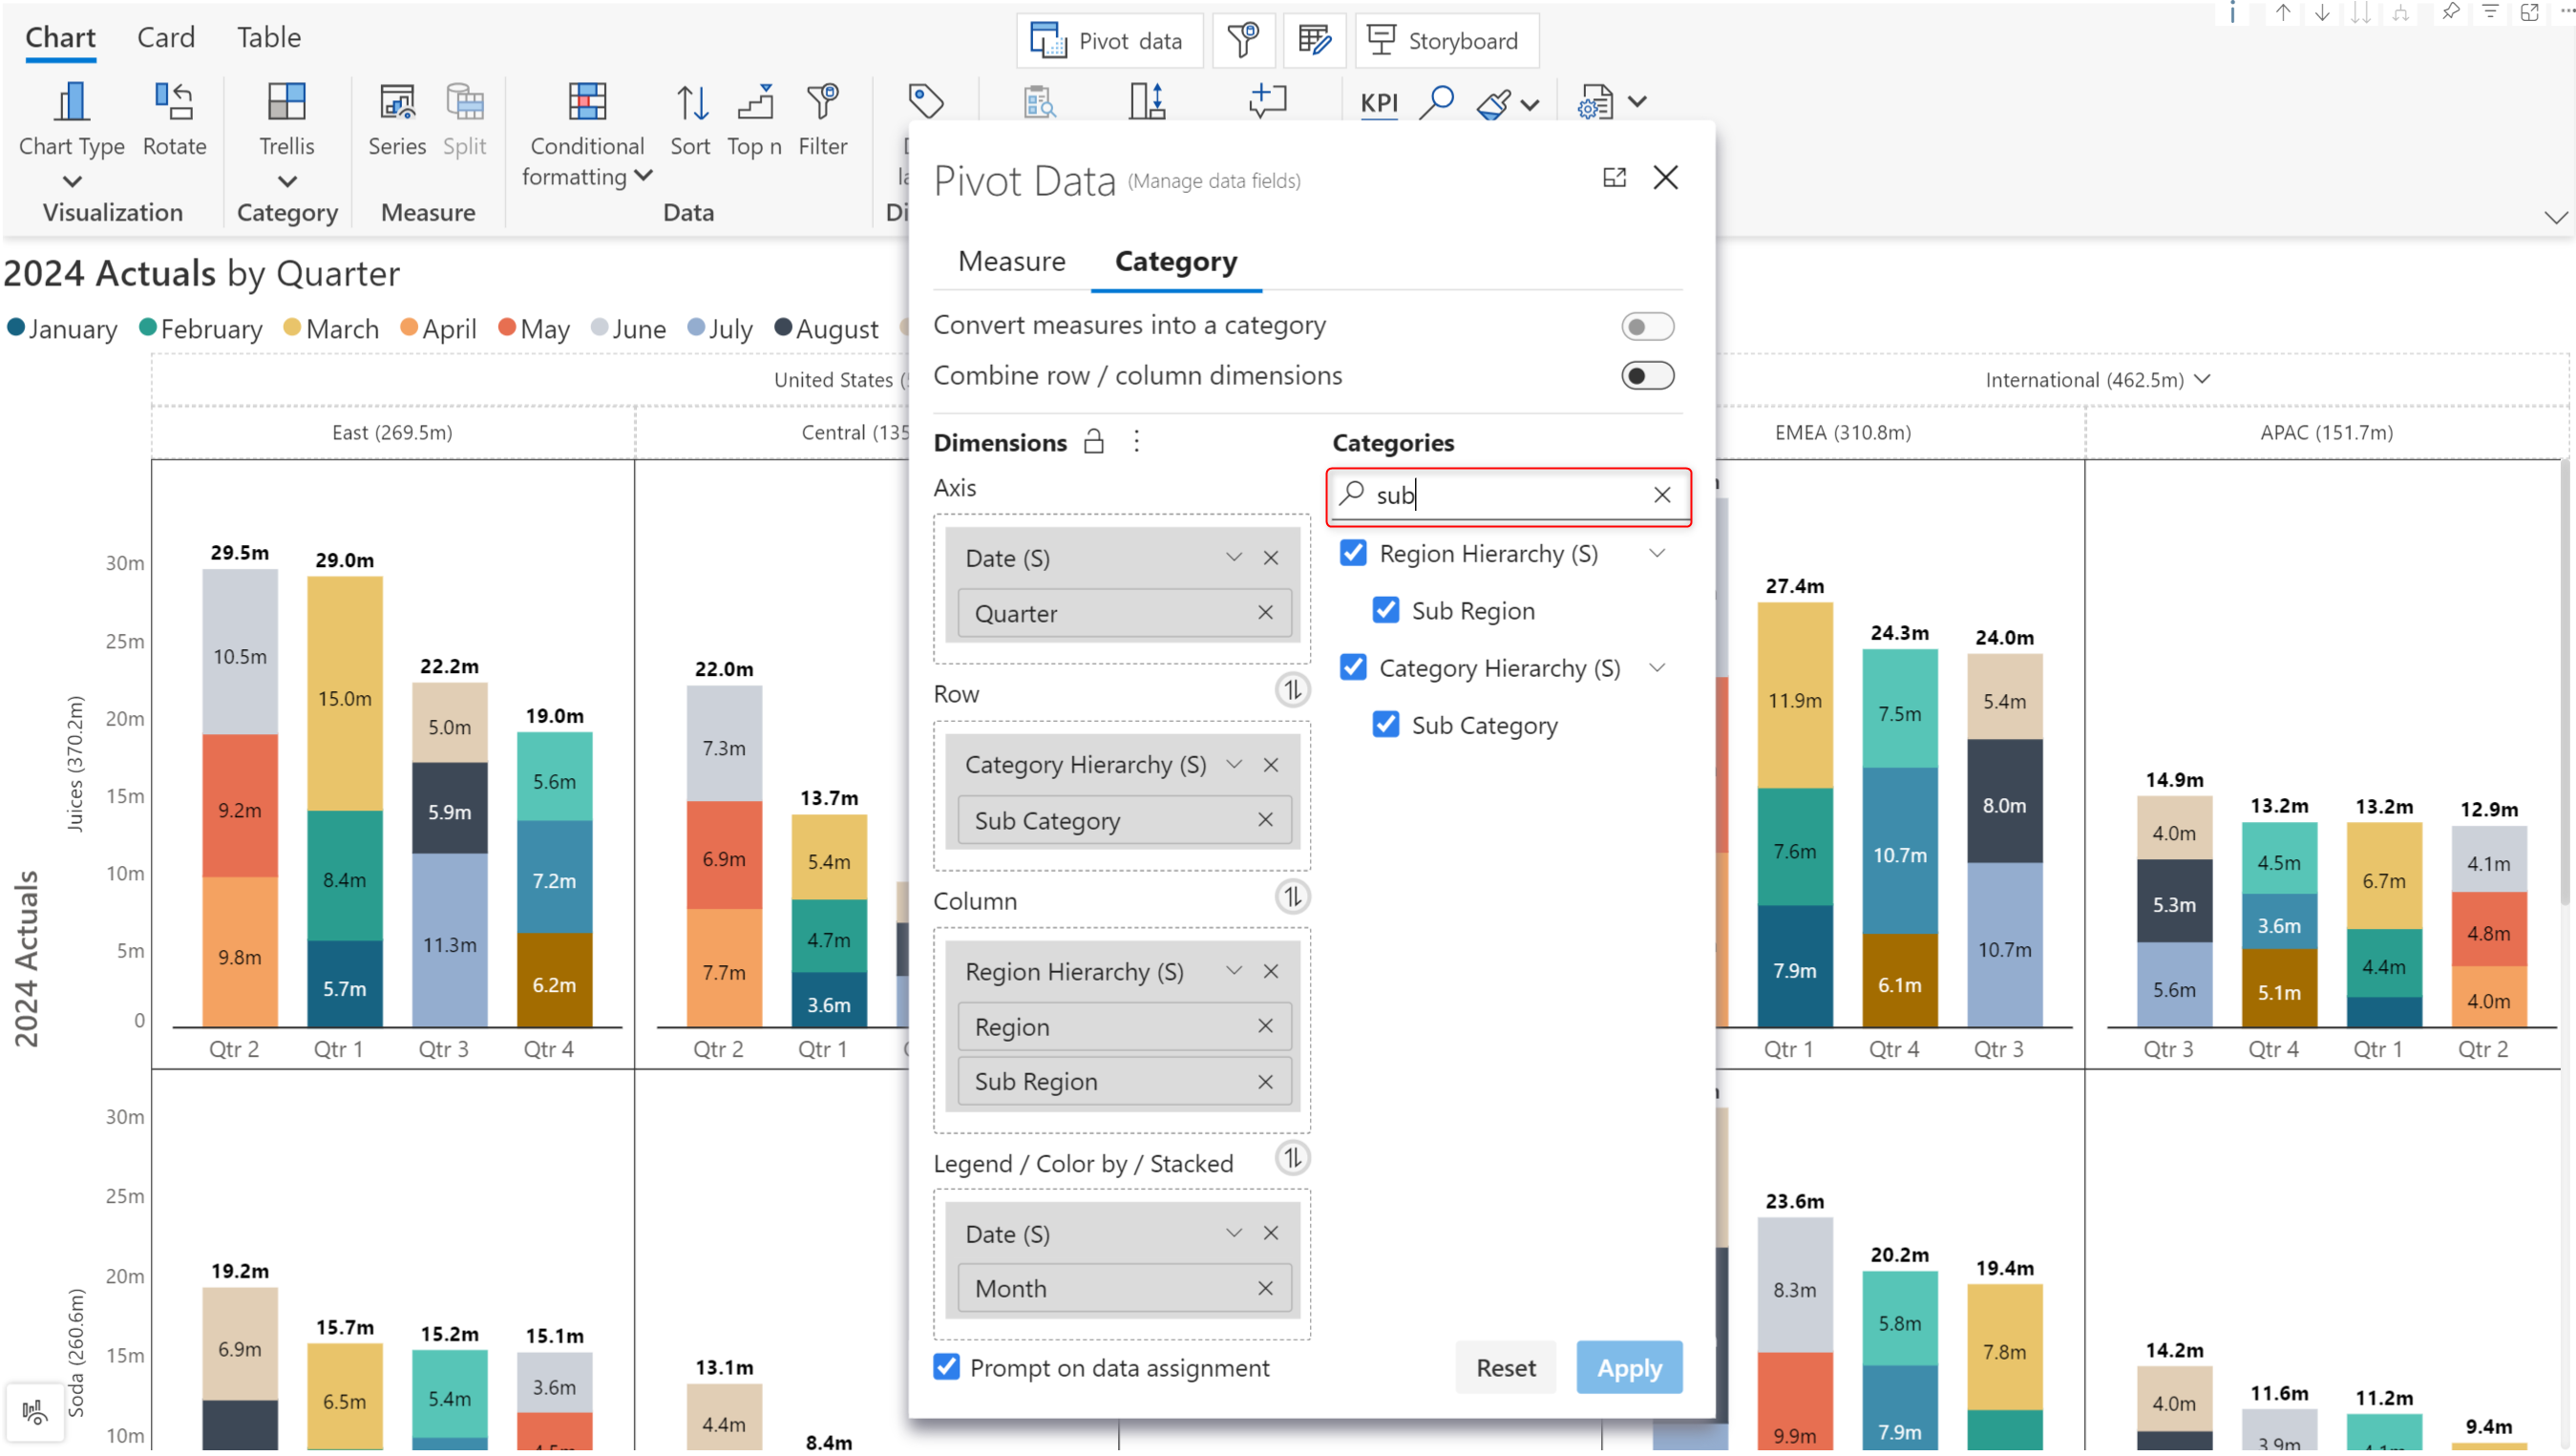 Chart Card Table
Pivot data
Storyboard
KPI
Chart Type Rotate Trellis Series Split Conditional formatting Sort Top n Filter
Visualization Category Measure Data
2024 Actuals by Quarter
January February March April May June July August
United States
International (462.5m)
East (269.5m)
Central (135
EMEA (310.8m)
APAC (151.7m)
2024 Actuals
Juices (370.2m)
30m
25m
20m
15m
10m
5m
0
29.5m
10.5m
9.2m
9.8m
29.0m
15.0m
8.4m
5.7m
22.2m
5.0m
5.9m
11.3m
19.0m
5.6m
7.2m
6.2m
Qtr 2 Qtr 1 Qtr 3 Qtr 4
22.0m
7.3m
6.9m
7.7m
13.7m
5.4m
4.7m
3.6m
Qtr 2 Qtr 1
27.4m
11.9m
7.6m
7.9m
24.3m
7.5m
10.7m
6.1m
24.0m
5.4m
8.0m
10.7m
Qtr 1 Qtr 4 Qtr 3
14.9m
4.0m
5.3m
5.6m
13.2m
4.5m
3.6m
5.1m
13.2m
6.7m
4.4m
12.9m
4.1m
4.8m
4.0m
Qtr 3 Qtr 4 Qtr 1 Qtr 2
Soda (260.6m)
30m
25m
20m
15m
10m
19.2m
6.9m
15.7m
6.5m
15.2m
5.4m
15.1m
3.6m
13.1m
4.4m
8.4m
23.6m
8.3m
9.9m
20.2m
5.8m
7.9m
19.4m
7.8m
14.2m
4.0m
11.6m
3.9m
11.2m
9.4m
Pivot Data (Manage data fields)
Measure Category
Convert measures into a category
Combine row / column dimensions
Dimensions
Axis
Date (S)
Quarter
Row
Category Hierarchy (S)
Sub Category
Column
Region Hierarchy (S)
Region
Sub Region
Legend / Color by / Stacked
Date (S)
Month
Prompt on data assignment
Categories
sub
Region Hierarchy (S)
Sub Region
Category Hierarchy (S)
Sub Category
Reset
Apply